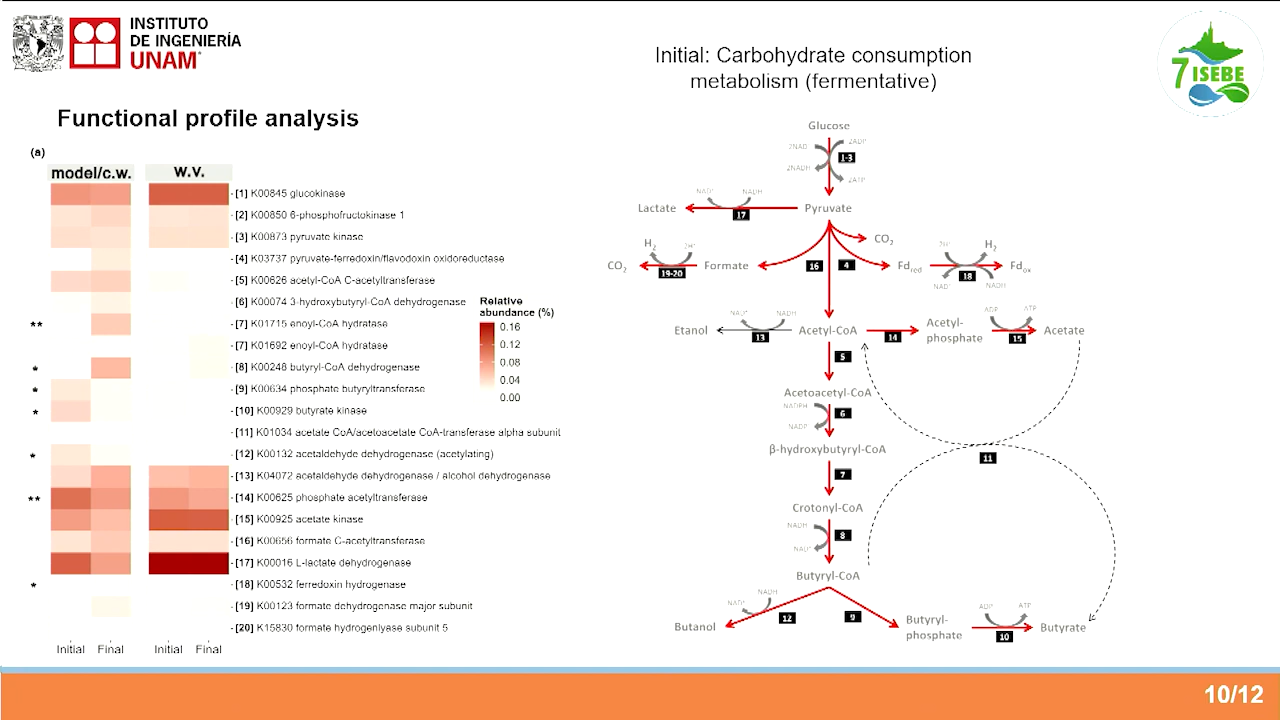 INSTITUTO
DE INGENIERÍA
UNAM
7 ISEBE
Initial: Carbohydrate consumption
metabolism (fermentative)
Functional profile analysis
(a)
model/c.w.
W.V.
[1] K00845 glucokinase
[2] K00850 6-phosphofructokinase 1
[3] K00873 pyruvate kinase
[4] K03737 pyruvate-ferredoxin/flavodoxin oxidoreductase
[5] K00626 acetyl-CoA C-acetyltransferase
[6] K00074 3-hydroxybutyryl-CoA dehydrogenase
** [7] K01715 enoyl-CoA hydratase
[7] K01692 enoyl-CoA hydratase
* [8] K00248 butyryl-CoA dehydrogenase
* [9] K00634 phosphate butyryltransferase
* [10] K00929 butyrate kinase
[11] K01034 acetate CoA/acetoacetate CoA-transferase alpha subunit
* [12] K00132 acetaldehyde dehydrogenase (acetylating)
[13] K04072 acetaldehyde dehydrogenase / alcohol dehydrogenase
** [14] K00625 phosphate acetyltransferase
[15] K00925 acetate kinase
[16] K00656 formate C-acetyltransferase
[17] K00016 L-lactate dehydrogenase
* [18] K00532 ferredoxin hydrogenase
[19] K00123 formate dehydrogenase major subunit
[20] K15830 formate hydrogenlyase subunit 5
Initial Final Initial Final
Relative
abundance (%)
0.16
0.12
0.08
0.04
0.00
Glucose
2NAD 2ADP
1-3
2NADH 2ATP
NAD⁺ NADH
Lactate Pyruvate
17
CO₂
H₂ 2H⁺
2H⁺ H₂
CO₂ Formate 16 4 Fdred Fdox
19-20
18
NAD⁺ NADH
NAD⁺ NADH
ADP ATP
Etanol Acetyl-CoA Acetyl-
phosphate Acetate
13 14 15
5
Acetoacetyl-CoA
NADPH
6
NADP⁺
β-hydroxybutyryl-CoA
11
7
Crotonyl-CoA
NADH
8
NAD⁺
Butyryl-CoA
NAD⁺ NADH
ADP ATP
12 9
Butanol Butyryl-
phosphate Butyrate
10
10/12